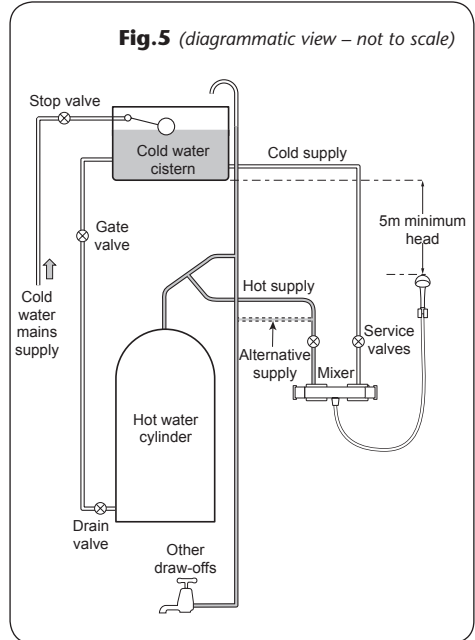 Fig.5 (diagrammatic view – not to scale)
Stop valve
Cold water
cistern
Cold supply
5m minimum
head
Gate
valve
Cold
water
mains
supply
Hot supply
Alternative
supply
Service
valves
Mixer
Hot water
cylinder
Drain
valve
Other
draw-offs